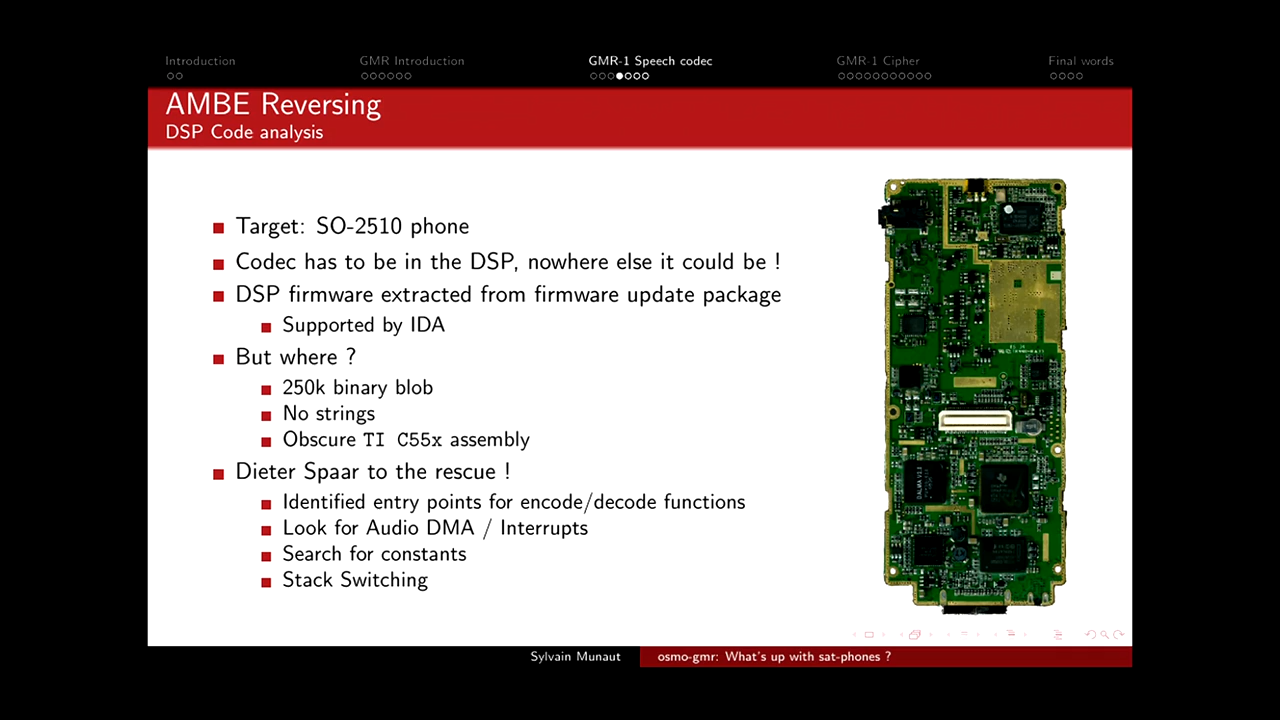 Introduction
GMR Introduction
GMR-1 Speech codec
GMR-1 Cipher
Final words
AMBE Reversing
DSP Code analysis
Target: SO-2510 phone
Codec has to be in the DSP, nowhere else it could be !
DSP firmware extracted from firmware update package
Supported by IDA
But where ?
250k binary blob
No strings
Obscure TI C55x assembly
Dieter Spaar to the rescue !
Identified entry points for encode/decode functions
Look for Audio DMA / Interrupts
Search for constants
Stack Switching
Sylvain Munaut
osmo-gmr: What's up with sat-phones ?